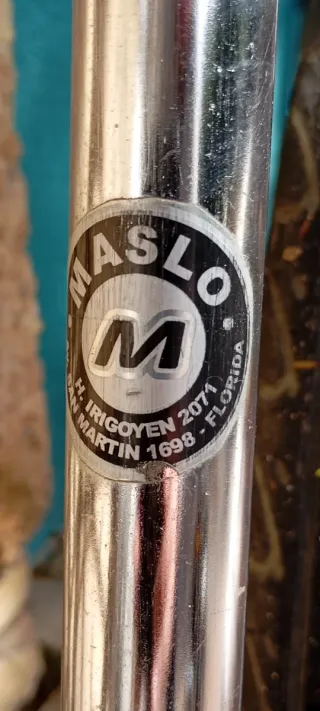 MASLO
M
H. IRIGOYEN 2071
MARTIN 1698 - FLORIDA